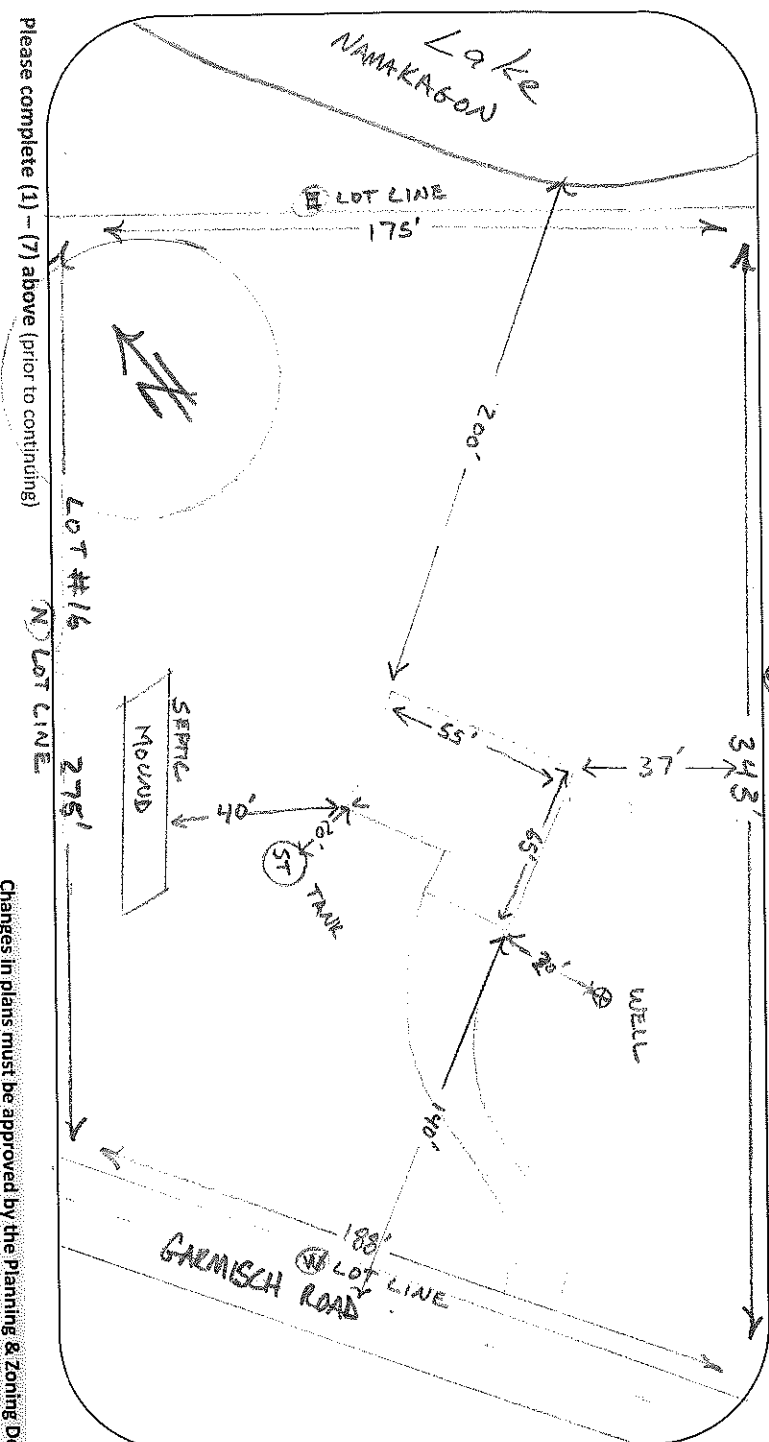 Lake
NAMAKAGON
E LOT LINE
175'
200'
343'
37'
55'
65'
20'
WELL
40'
20'
ST
TANK
SEPTIC
MOUND
LOT #16
275'
N LOT LINE
140'
188'
W LOT LINE
GARMISCH ROAD
Please complete (1) – (7) above (prior to continuing)
Changes in plans must be approved by the Planning & Zoning De